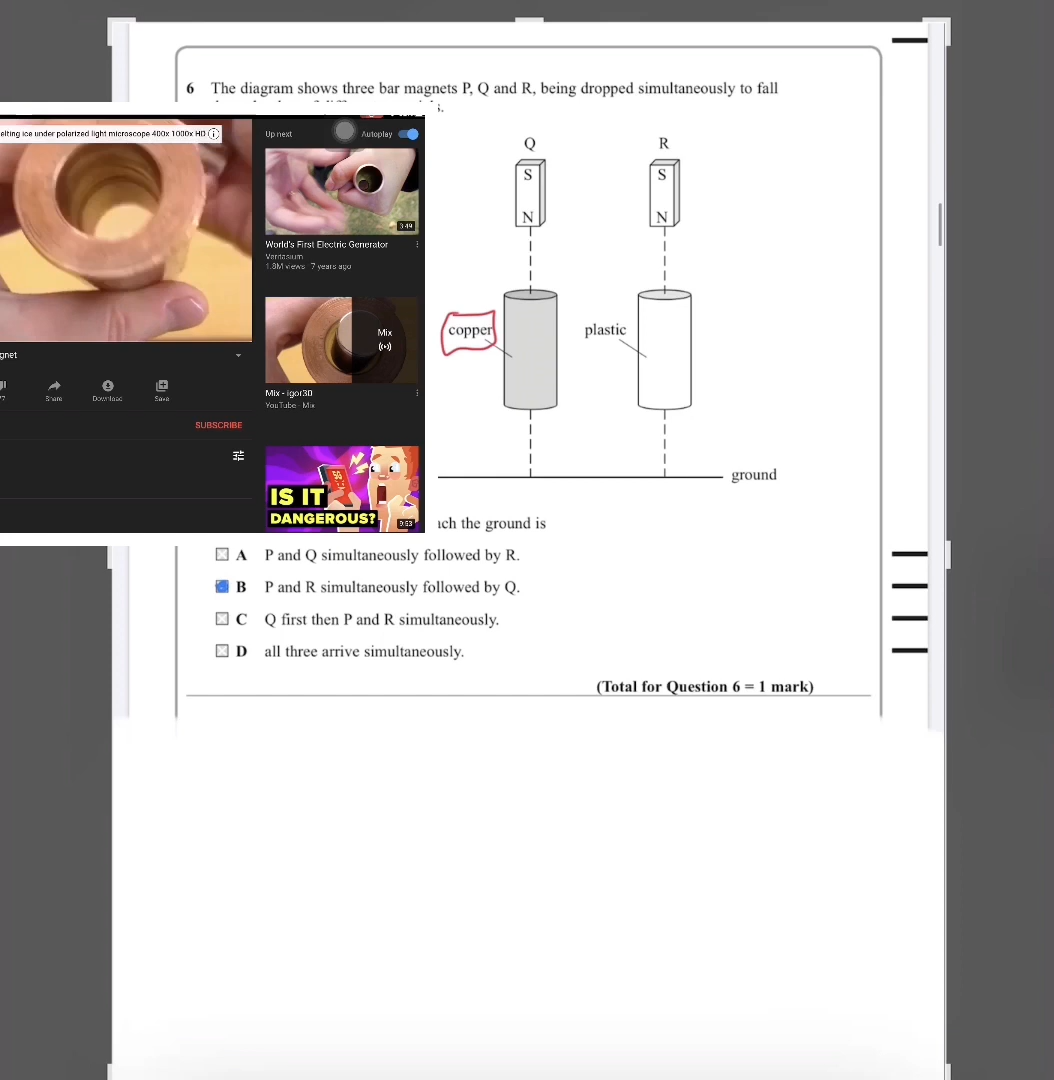 6 The diagram shows three bar magnets P, Q and R, being dropped simultaneously to fall
Q R
S S
N N
copper
plastic
ground
ch the ground is
A P and Q simultaneously followed by R.
B P and R simultaneously followed by Q.
C Q first then P and R simultaneously.
D all three arrive simultaneously.
(Total for Question 6 = 1 mark)
elting ice under polarized light microscope 400x 1000x HD
gnet
Share Download Save
SUBSCRIBE
Up next Autoplay
3:49
World's First Electric Generator
Veritasium
1.8M views · 7 years ago
Mix
Mix - igor30
YouTube · Mix
5G
IS IT
DANGEROUS?
9:53